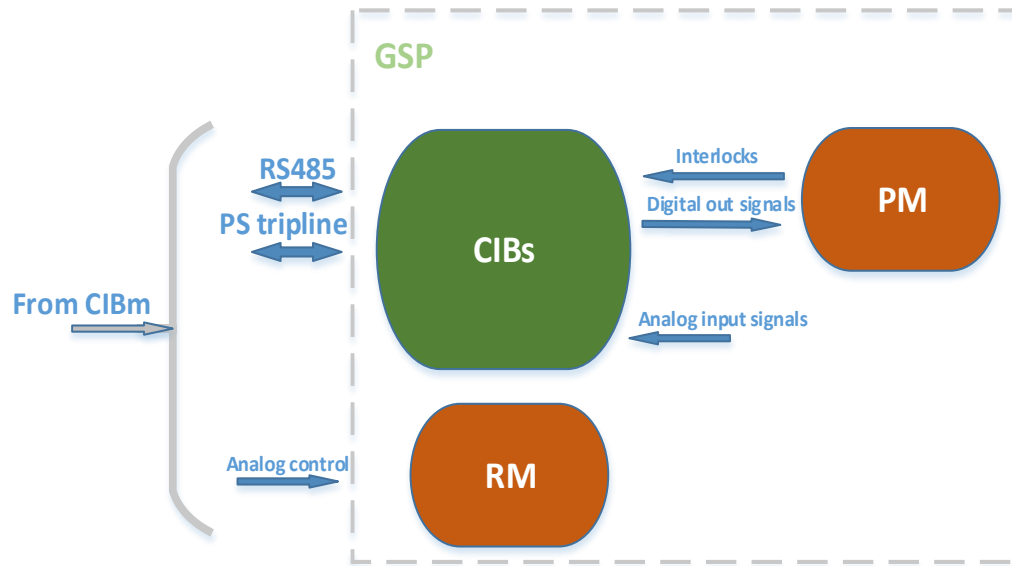 GSP
RS485
PS tripline
From CIBm
Analog control
CIBs
RM
Interlocks
Digital out signals
Analog input signals
PM